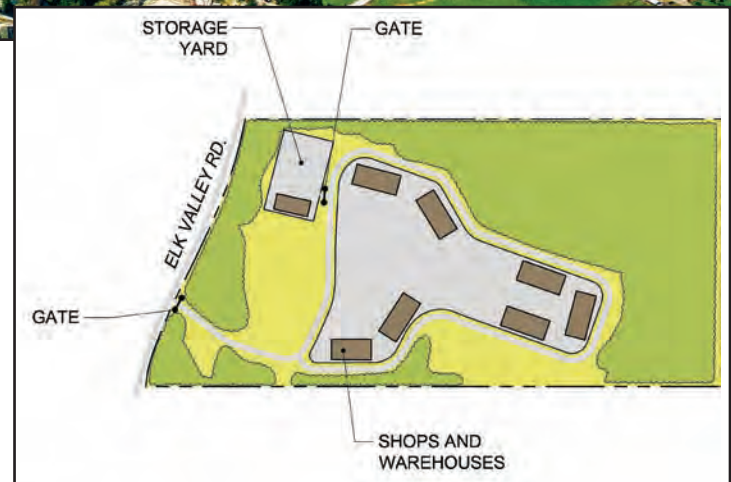 STORAGE
YARD
GATE
ELK VALLEY RD.
GATE
SHOPS AND
WAREHOUSES